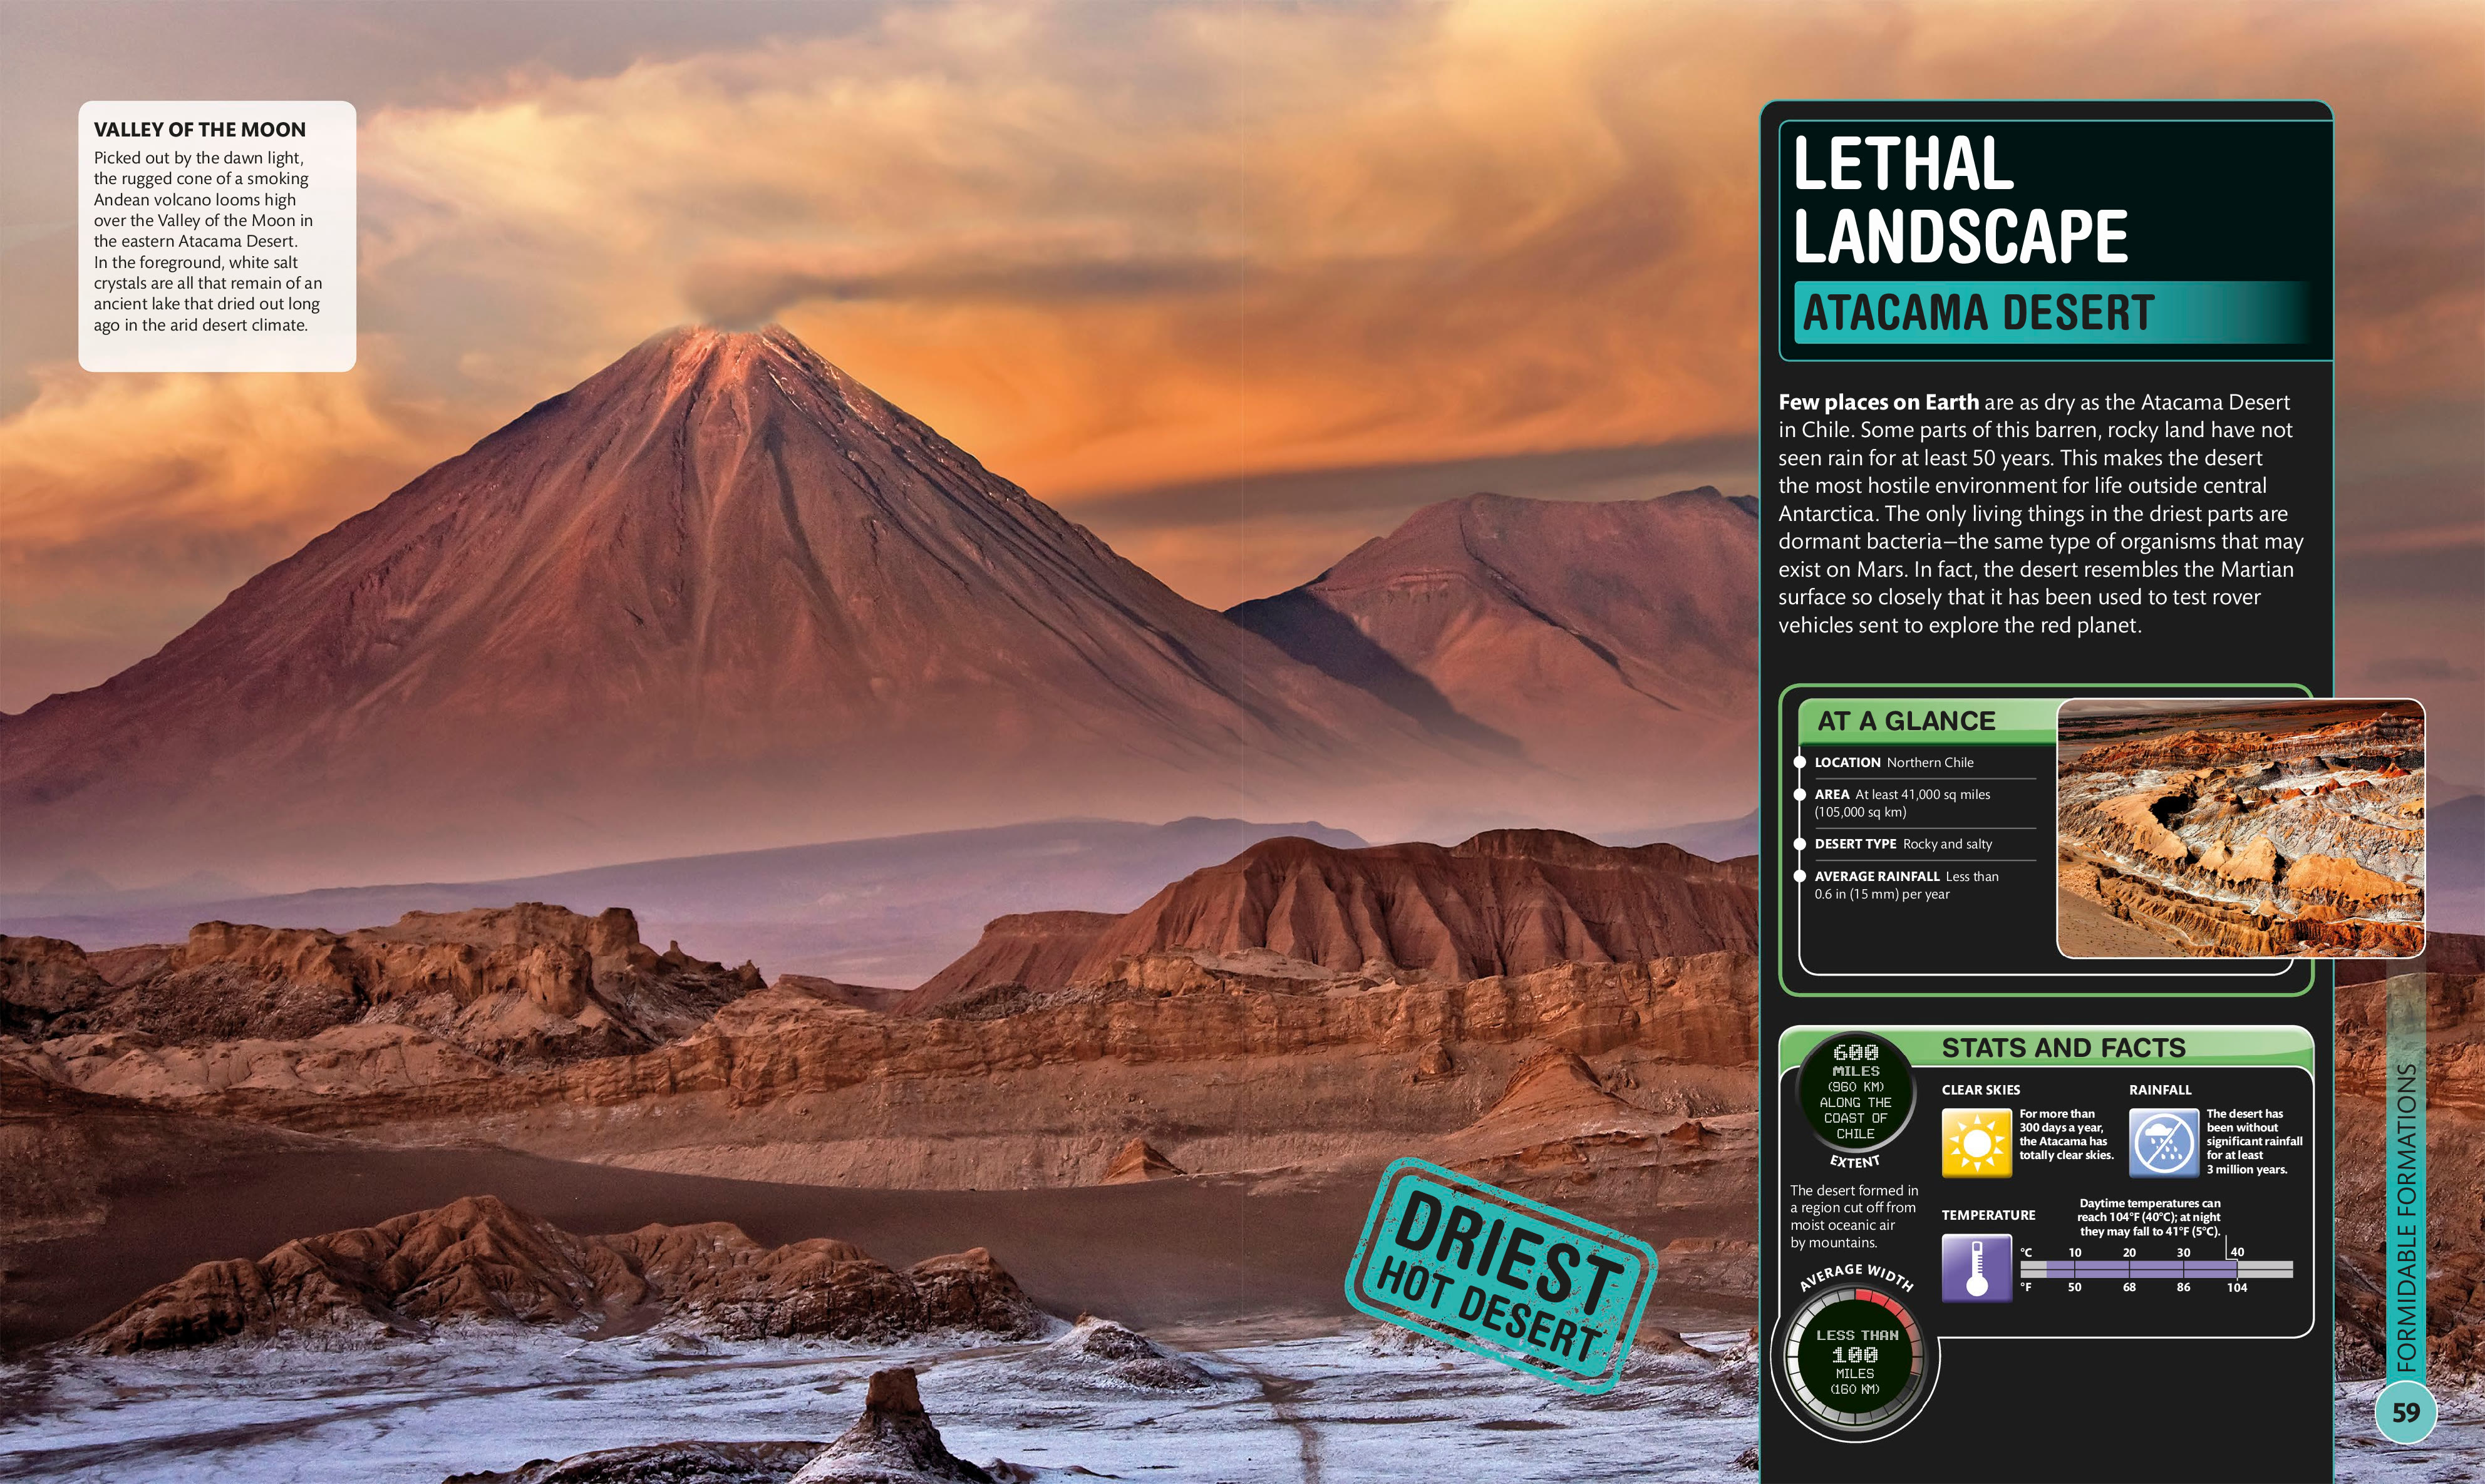 VALLEY OF THE MOON
Picked out by the dawn light,
the rugged cone of a smoking
Andean volcano looms high
over the Valley of the Moon in
the eastern Atacama Desert.
In the foreground, white salt
crystals are all that remain of an
ancient lake that dried out long
ago in the arid desert climate.
LETHAL
LANDSCAPE
ATACAMA DESERT
Few places on Earth are as dry as the Atacama Desert
in Chile. Some parts of this barren, rocky land have not
seen rain for at least 50 years. This makes the desert
the most hostile environment for life outside central
Antarctica. The only living things in the driest parts are
dormant bacteria—the same type of organisms that may
exist on Mars. In fact, the desert resembles the Martian
surface so closely that it has been used to test rover
vehicles sent to explore the red planet.
AT A GLANCE
LOCATION Northern Chile
AREA At least 41,000 sq miles
(105,000 sq km)
DESERT TYPE Rocky and salty
AVERAGE RAINFALL Less than
0.6 in (15 mm) per year
STATS AND FACTS
600
MILES
(960 KM)
ALONG THE
COAST OF
CHILE
EXTENT
The desert formed in
a region cut off from
moist oceanic air
by mountains.
AVERAGE WIDTH
LESS THAN
100
MILES
(160 KM)
CLEAR SKIES
For more than
300 days a year,
the Atacama has
totally clear skies.
RAINFALL
The desert has
been without
significant rainfall
for at least
3 million years.
TEMPERATURE
Daytime temperatures can
reach 104°F (40°C); at night
they may fall to 41°F (5°C).
°C 10 20 30 40
°F 50 68 86 104
DRIEST
HOT DESERT
FORMIDABLE FORMATIONS
59